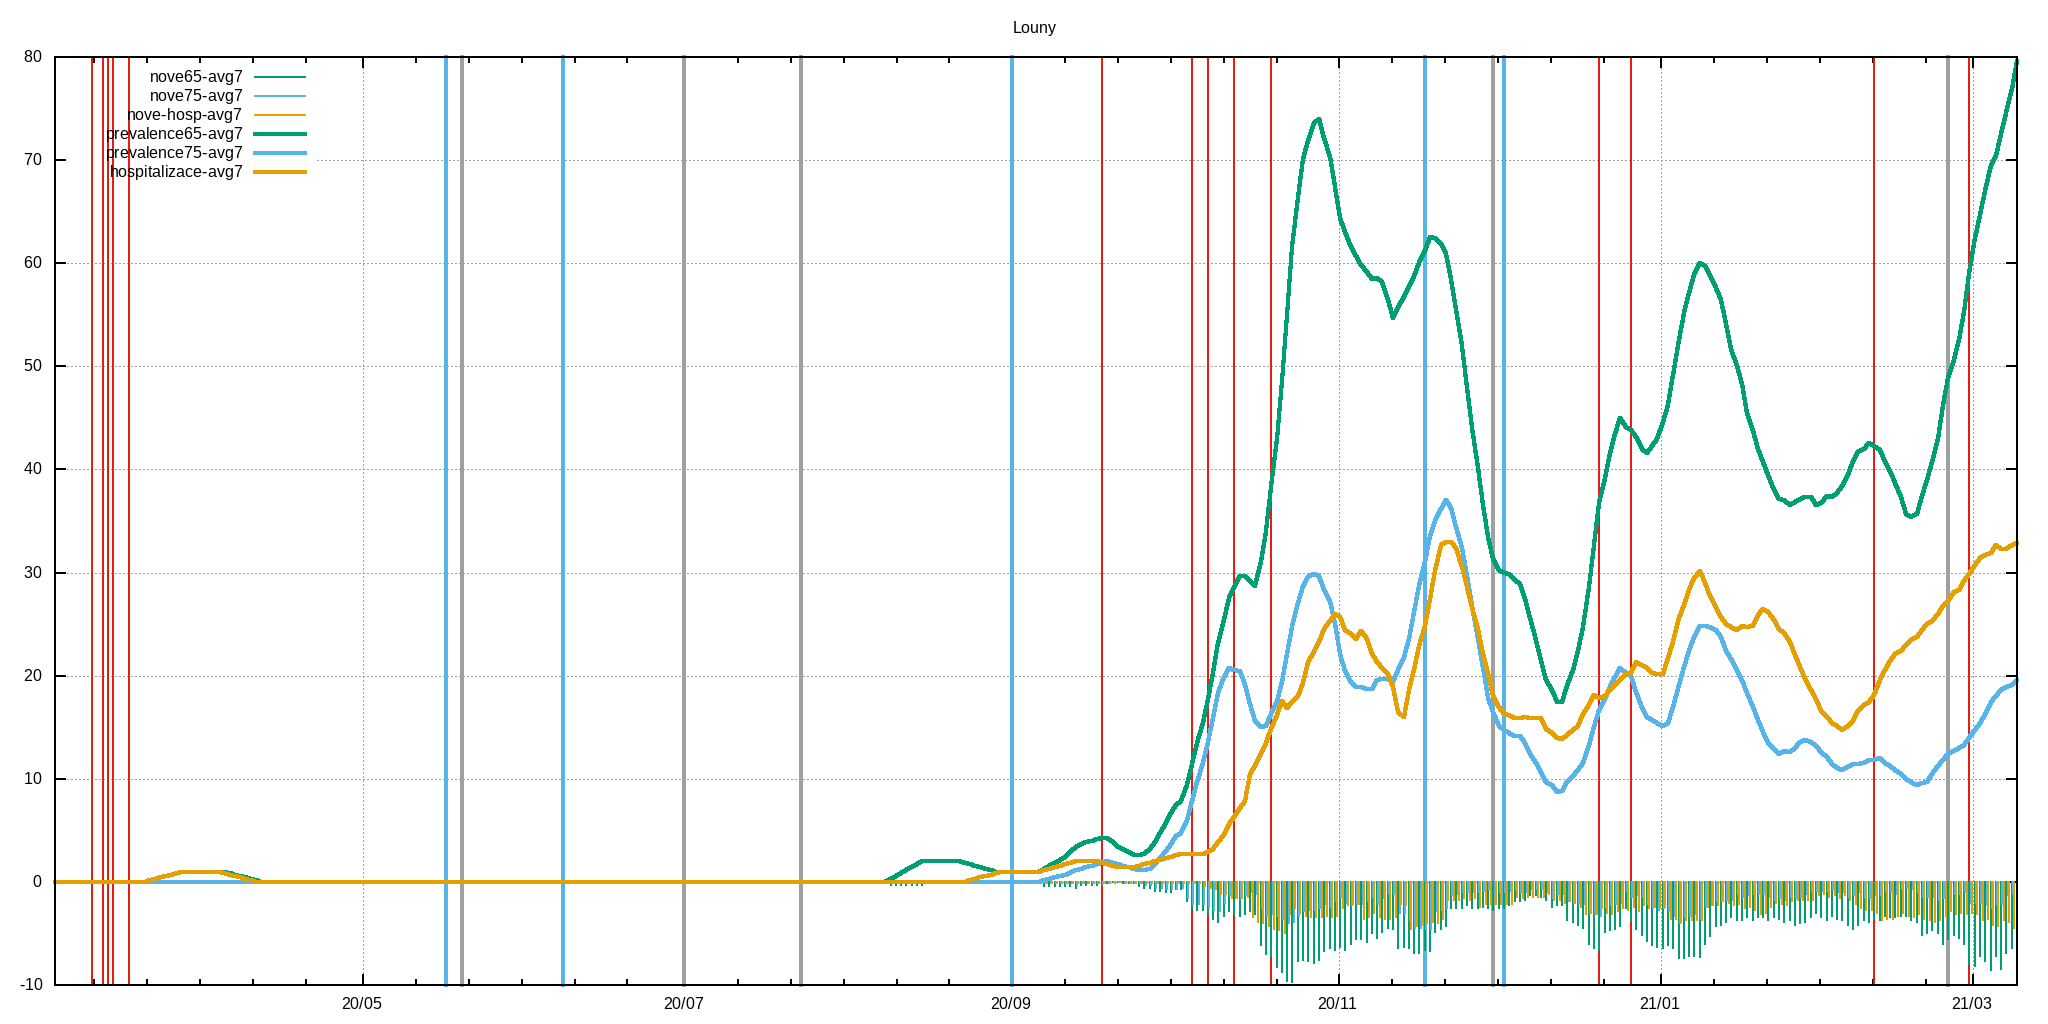 Louny
80
70
60
50
40
30
20
10
0
-10
nove65-avg7
nove75-avg7
nove-hosp-avg7
prevalence65-avg7
prevalence75-avg7
hospitalizace-avg7
20/05
20/07
20/09
20/11
21/01
21/03